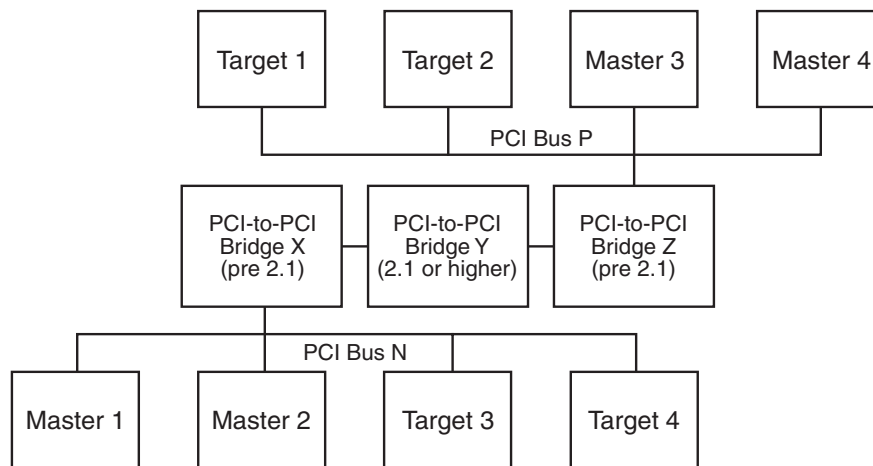 Target 1
Target 2
Master 3
Master 4
PCI Bus P
PCI-to-PCI
Bridge X
(pre 2.1)
PCI-to-PCI
Bridge Y
(2.1 or higher)
PCI-to-PCI
Bridge Z
(pre 2.1)
PCI Bus N
Master 1
Master 2
Target 3
Target 4